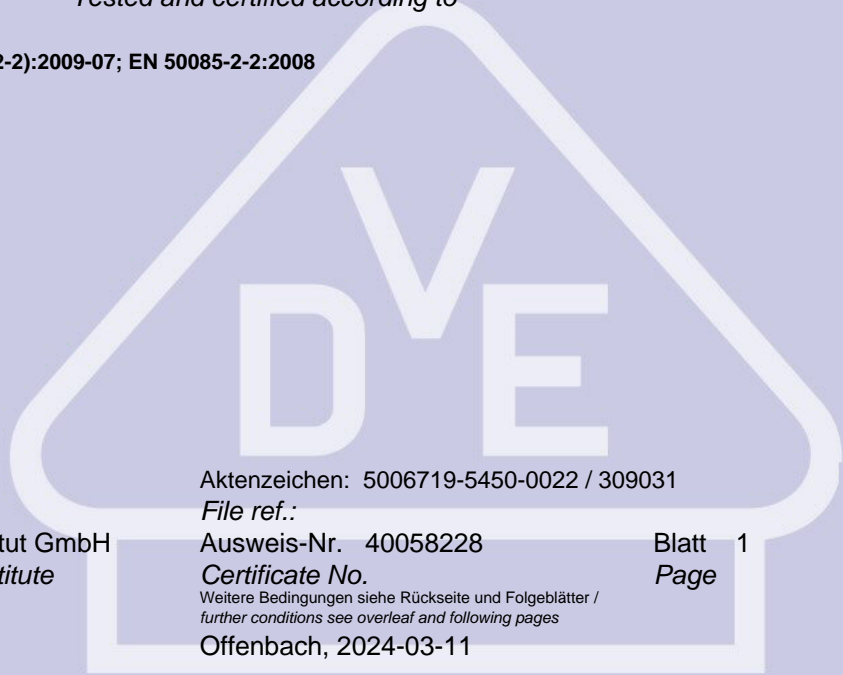 Tested and certified according to
2-2):2009-07; EN 50085-2-2:2008
VDE
Aktenzeichen: 5006719-5450-0022 / 309031
File ref.:
tut GmbH Ausweis-Nr. 40058228 Blatt 1
titute Certificate No. Page
Weitere Bedingungen siehe Rückseite und Folgeblätter /
further conditions see overleaf and following pages
Offenbach, 2024-03-11